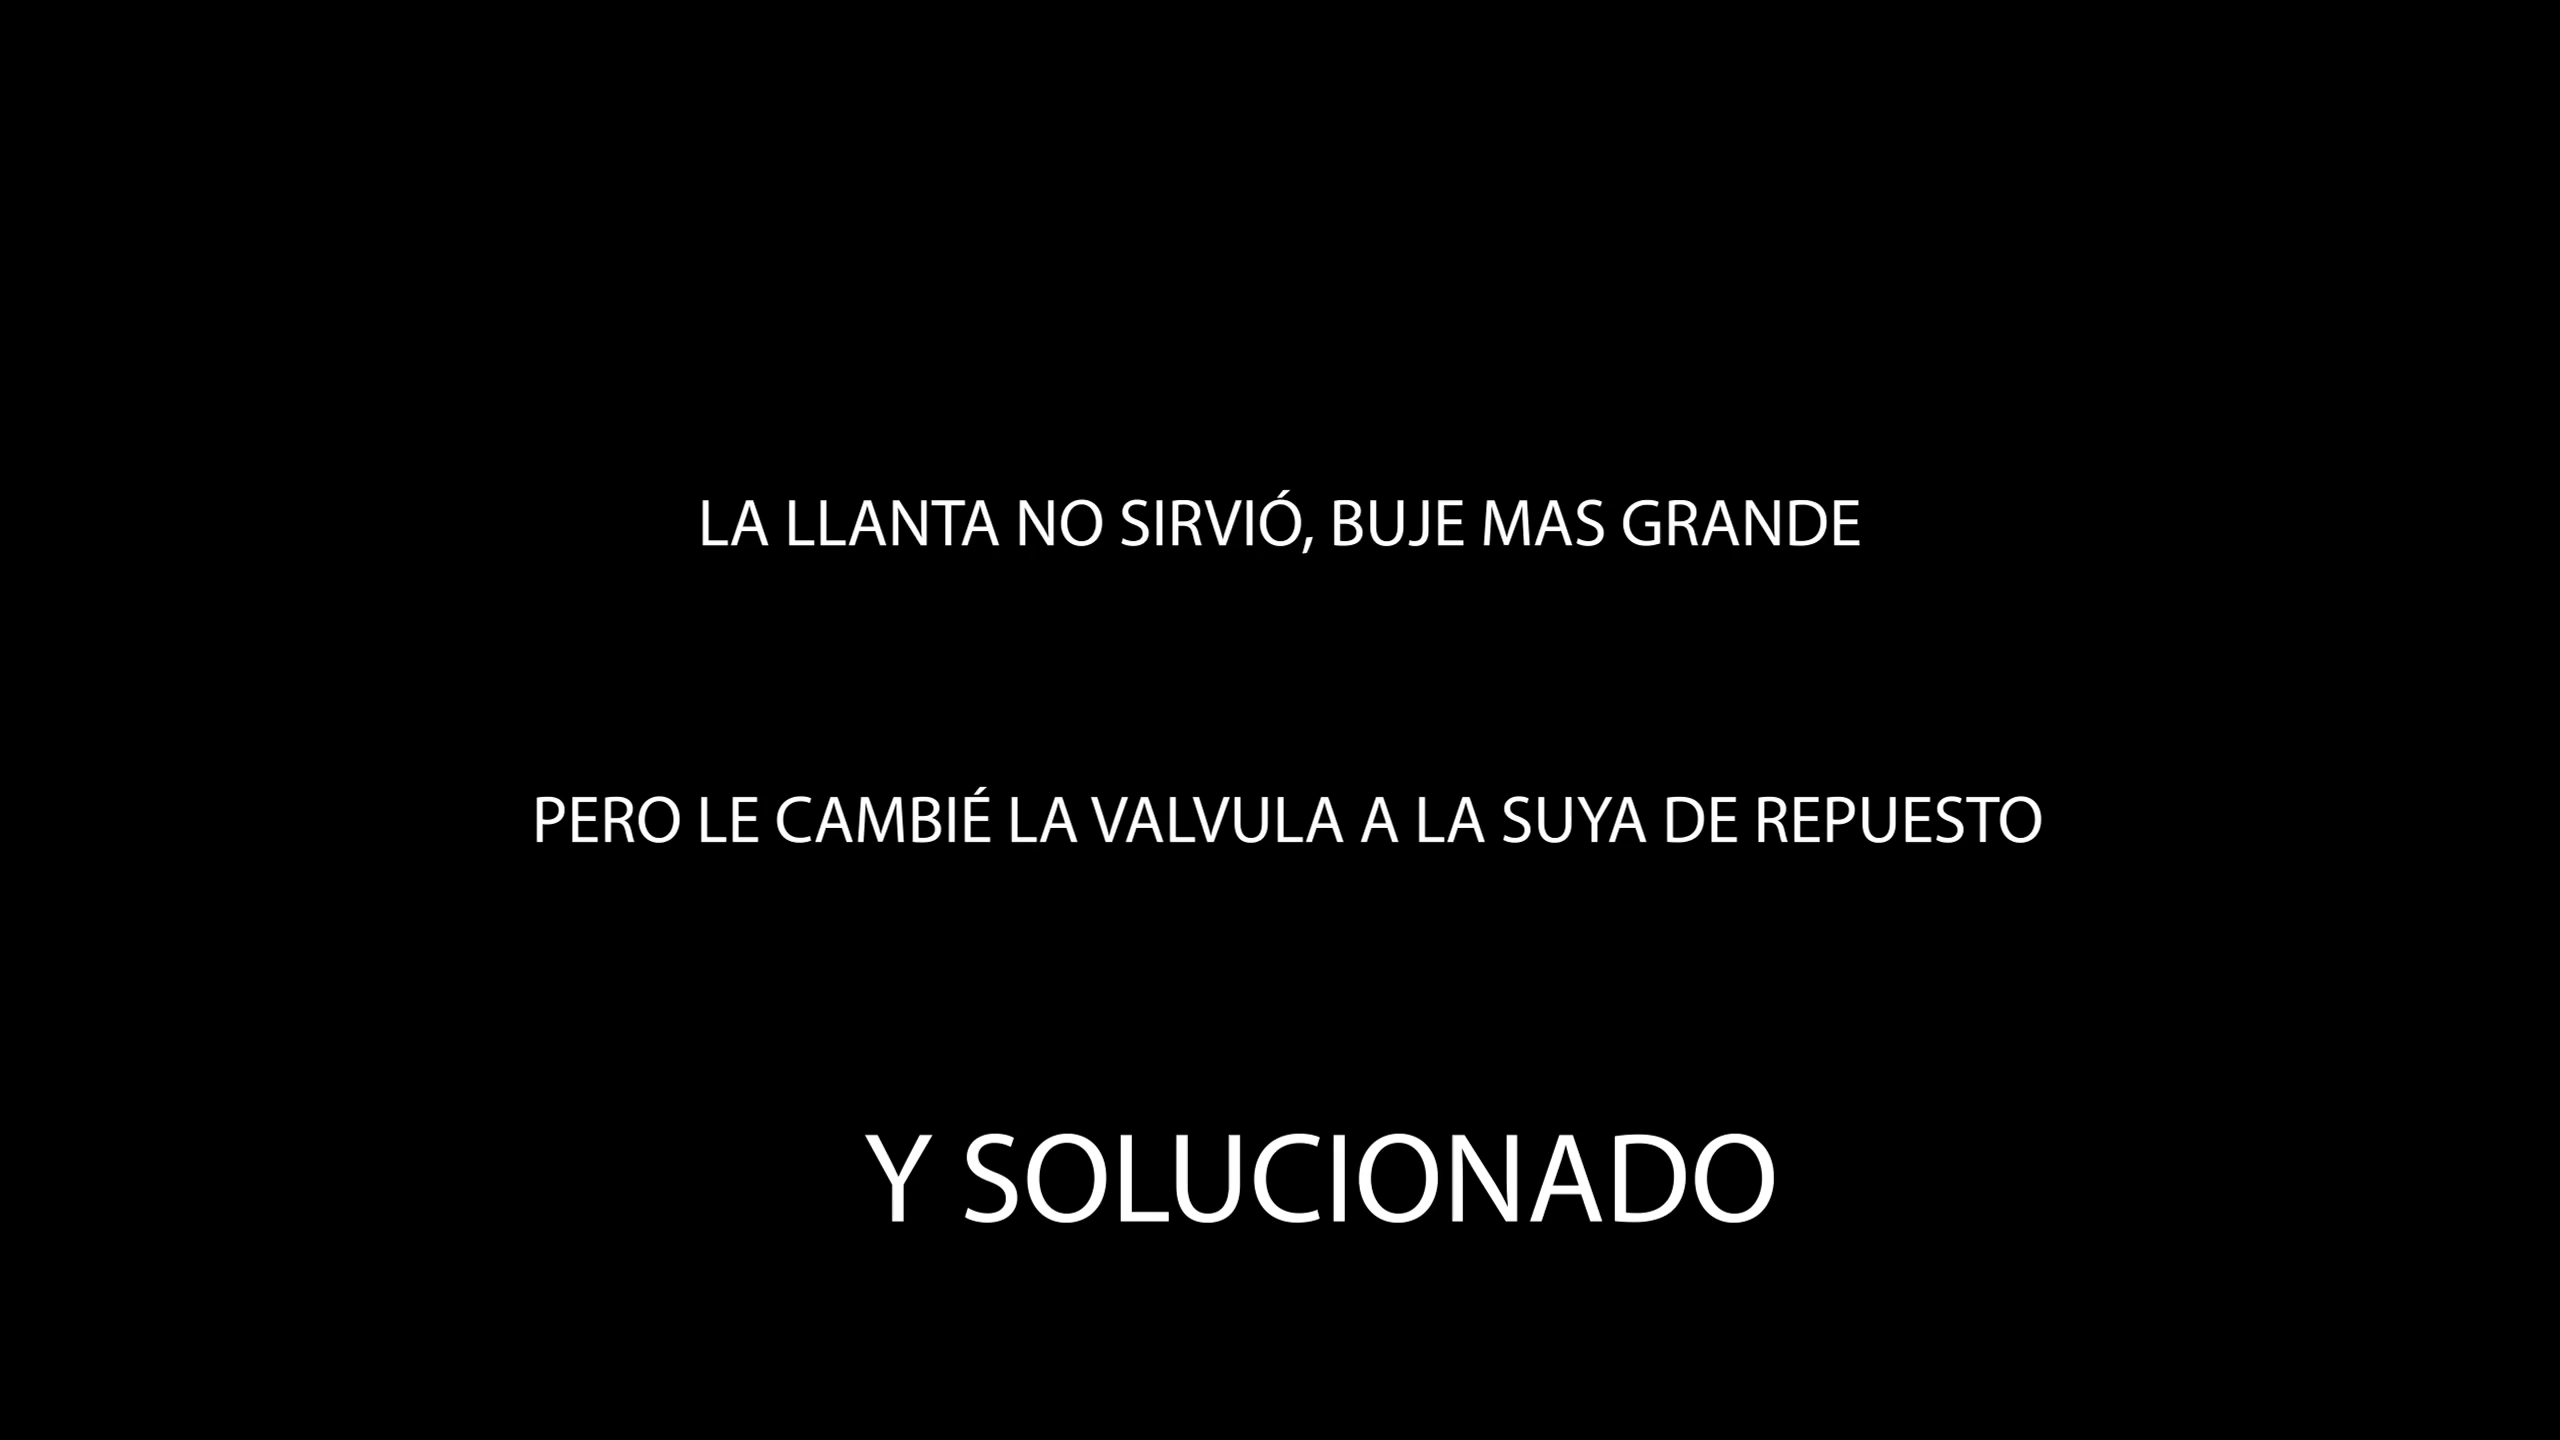 LA LLANTA NO SIRVIÓ, BUJE MAS GRANDE
PERO LE CAMBIÉ LA VALVULA A LA SUYA DE REPUESTO
Y SOLUCIONADO